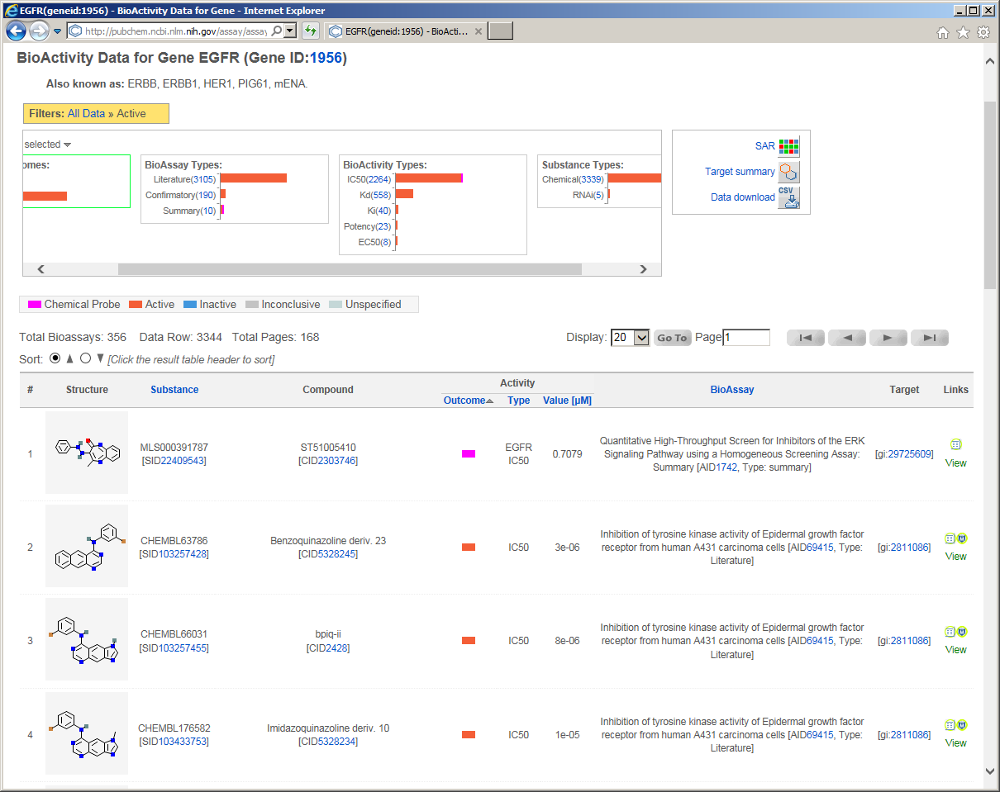 EGFR(geneid:1956) - BioActivity Data for Gene - Internet Explorer
http://pubchem.ncbi.nlm.nih.gov/assay/assay
EGFR(geneid:1956) - BioActi...
BioActivity Data for Gene EGFR (Gene ID:1956)
Also known as: ERBB, ERBB1, HER1, PIG61, mENA.
Filters: All Data » Active
selected
omes:
BioAssay Types:
Literature(3105)
Confirmatory(190)
Summary(10)
BioActivity Types:
IC50(2264)
Kd(558)
Ki(40)
Potency(23)
EC50(8)
Substance Types:
Chemical(3339)
RNAi(5)
SAR
Target summary
Data download
CSV
Chemical Probe Active Inactive Inconclusive Unspecified
Total Bioassays: 356 Data Row: 3344 Total Pages: 168
Display: 20 Go To Page 1
Sort: [Click the result table header to sort]
# Structure Substance Compound Activity BioAssay Target Links
Outcome Type Value [µM]
1
MLS000391787
[SID22409543]
ST51005410
[CID2303746]
EGFR
IC50
0.7079
Quantitative High-Throughput Screen for Inhibitors of the ERK
Signaling Pathway using a Homogeneous Screening Assay:
Summary [AID1742, Type: summary]
[gi:29725609]
View
2
CHEMBL63786
[SID103257428]
Benzoquinazoline deriv. 23
[CID5328245]
IC50
3e-06
Inhibition of tyrosine kinase activity of Epidermal growth factor
receptor from human A431 carcinoma cells [AID69415, Type:
Literature]
[gi:2811086]
View
3
CHEMBL66031
[SID103257455]
bpiq-ii
[CID2428]
IC50
8e-06
Inhibition of tyrosine kinase activity of Epidermal growth factor
receptor from human A431 carcinoma cells [AID69415, Type:
Literature]
[gi:2811086]
View
4
CHEMBL176582
[SID103433753]
Imidazoquinazoline deriv. 10
[CID5328234]
IC50
1e-05
Inhibition of tyrosine kinase activity of Epidermal growth factor
receptor from human A431 carcinoma cells [AID69415, Type:
Literature]
[gi:2811086]
View